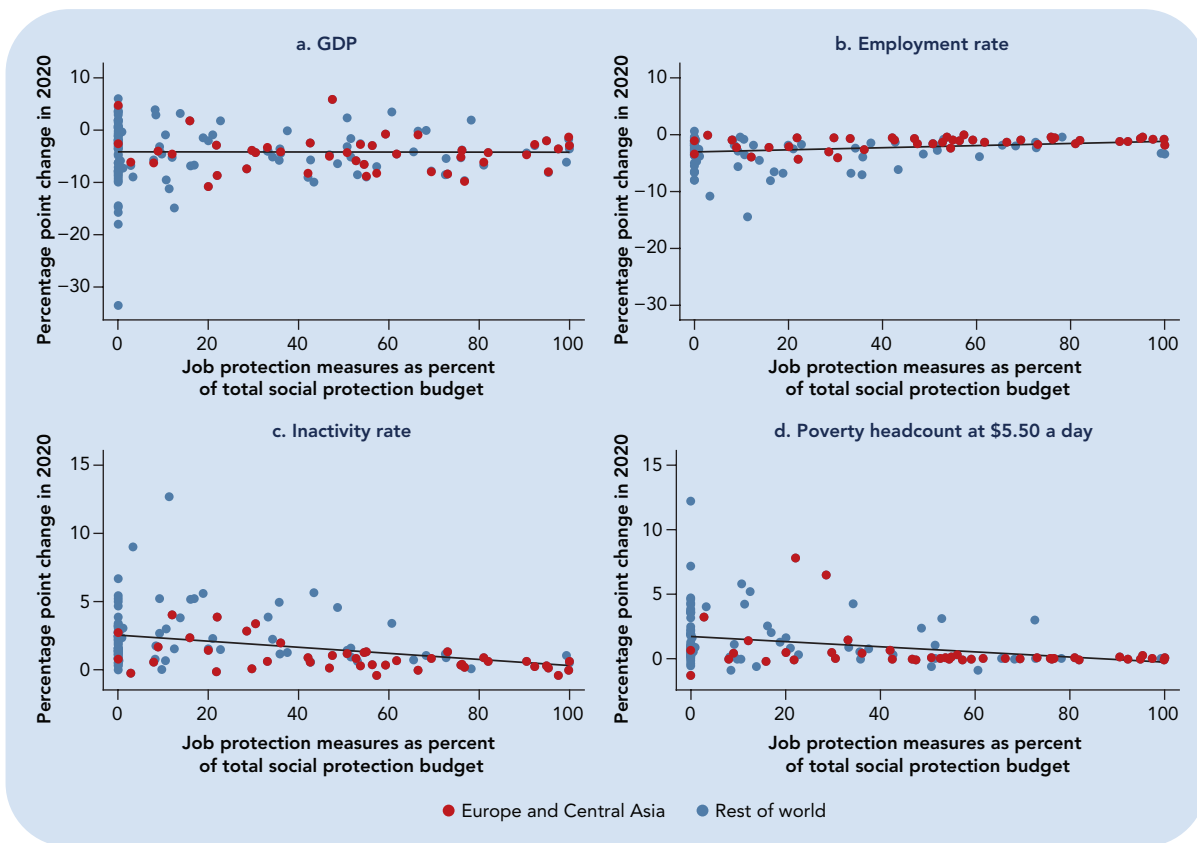 a. GDP
Percentage point change in 2020
10
0
−10
−20
−30
0 20 40 60 80 100
Job protection measures as percent
of total social protection budget
b. Employment rate
Percentage point change in 2020
10
0
−10
−20
−30
0 20 40 60 80 100
Job protection measures as percent
of total social protection budget
c. Inactivity rate
Percentage point change in 2020
15
10
5
0
0 20 40 60 80 100
Job protection measures as percent
of total social protection budget
d. Poverty headcount at $5.50 a day
Percentage point change in 2020
15
10
5
0
0 20 40 60 80 100
Job protection measures as percent
of total social protection budget
Europe and Central Asia Rest of world